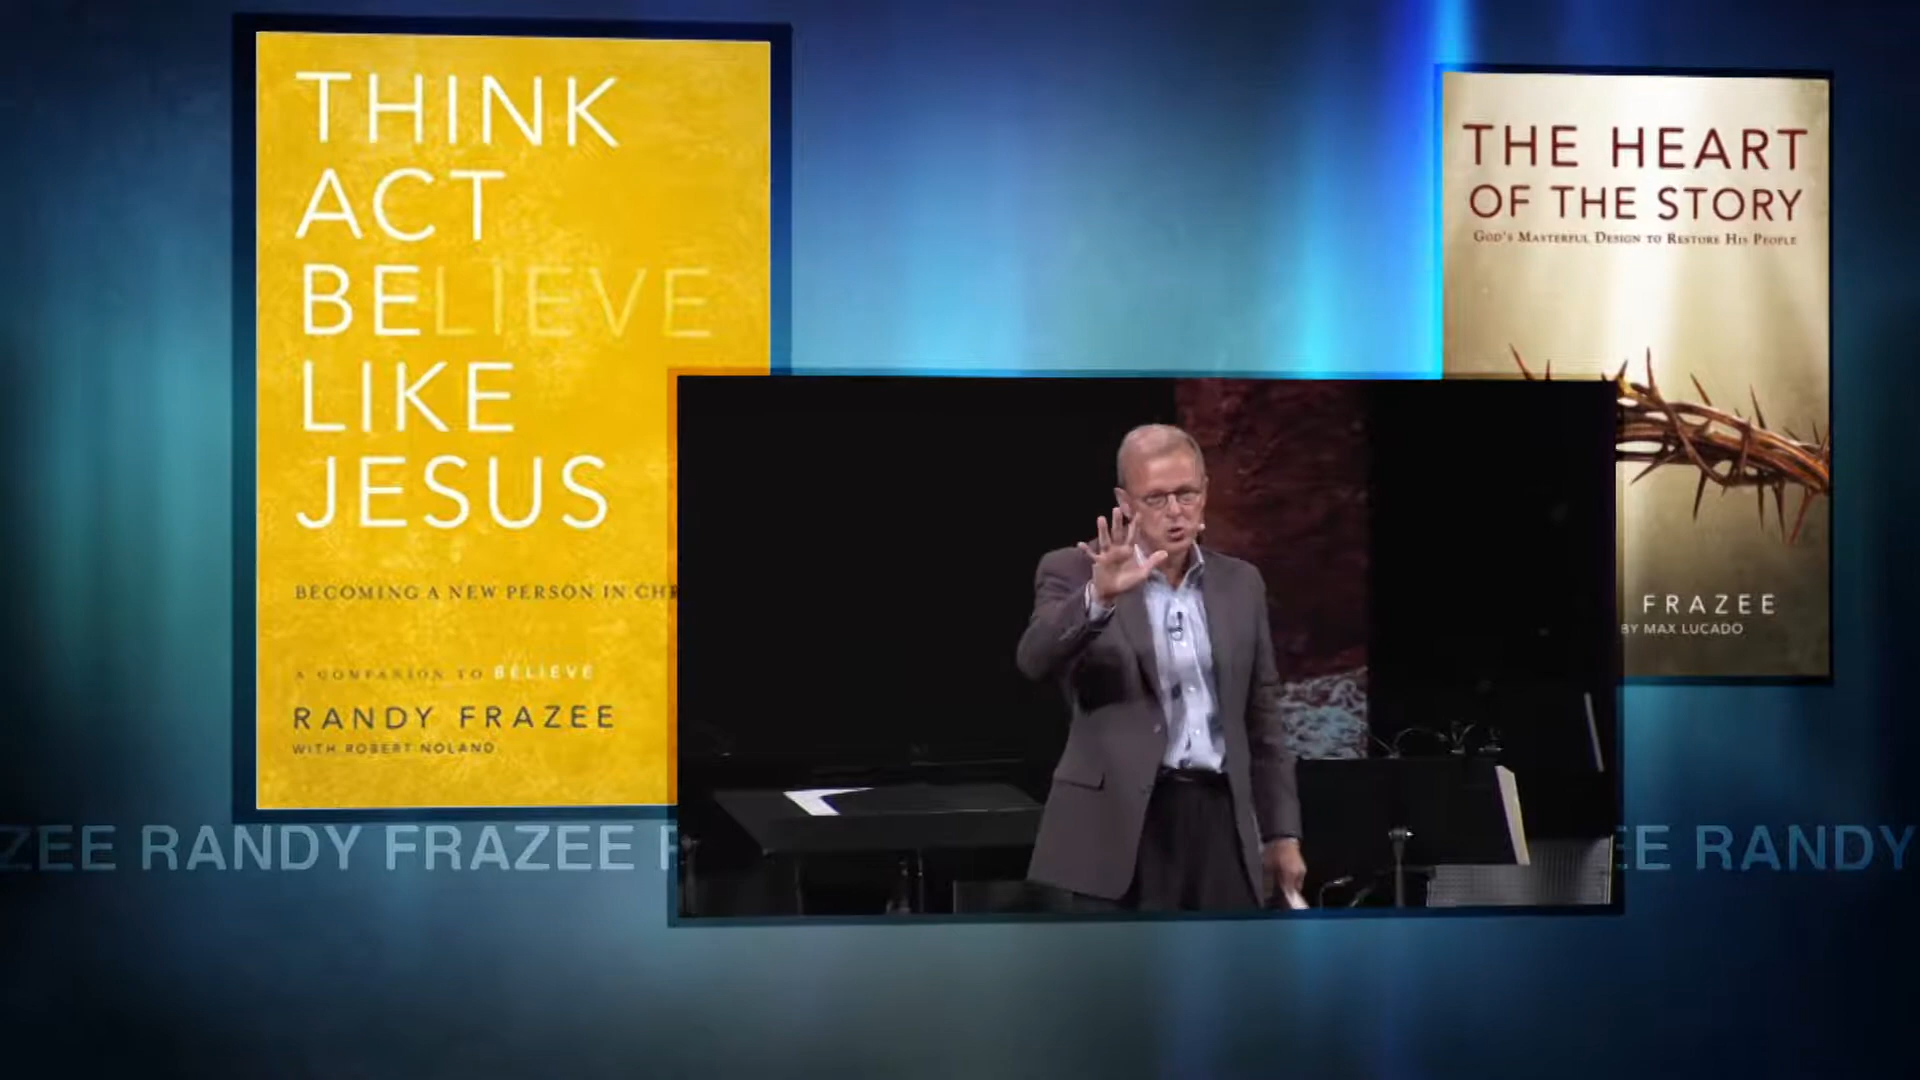 THINK
ACT
BELIEVE
LIKE
JESUS
BECOMING A NEW PERSON IN
A COMPANION TO BELIEVE
RANDY FRAZEE
WITH ROBERT NOLAND
THE HEART
OF THE STORY
GOD'S MASTERFUL DESIGN TO RESTORE HIS PEOPLE
FRAZEE
BY MAX LUCADO
ZEE RANDY FRAZEE
EE RANDY